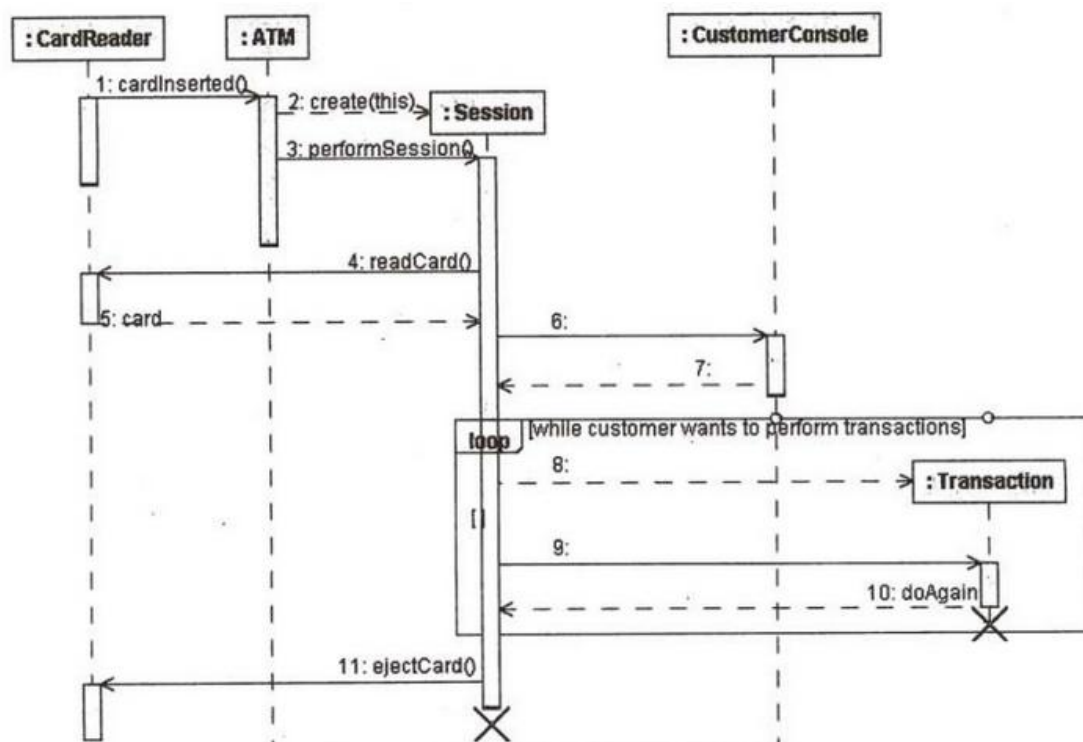 : CardReader
: ATM
: CustomerConsole
1: cardInserted()
2: create(this)
: Session
3: performSession()
4: readCard()
5: card
6:
7:
loop
[while customer wants to perform transactions]
8:
: Transaction
[]
9:
10: doAgain
11: ejectCard()